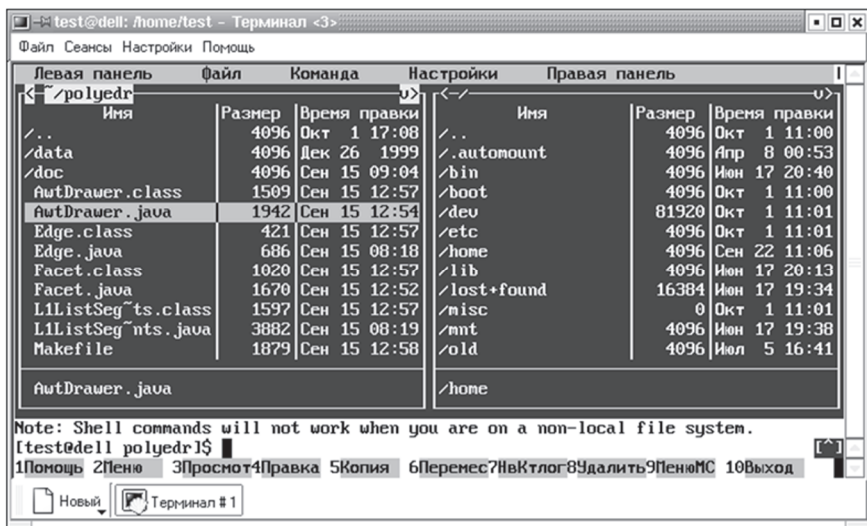 test@dell: /home/test - Терминал <3>
Файл Сеансы Настройки Помощь
Левая панель Файл Команда Настройки Правая панель
<-~/polyedr v> <-/ v>
Имя Размер Время правки Имя Размер Время правки
/.. 4096 Окт 1 17:08 /.. 4096 Окт 1 11:00
/data 4096 Дек 26 1999 /.automount 4096 Апр 8 00:53
/doc 4096 Сен 15 09:04 /bin 4096 Июн 17 20:40
AwtDrawer.class 1509 Сен 15 12:57 /boot 4096 Окт 1 11:00
AwtDrawer.java 1942 Сен 15 12:54 /dev 81920 Окт 1 11:01
Edge.class 421 Сен 15 12:57 /etc 4096 Окт 1 11:01
Edge.java 686 Сен 15 08:18 /home 4096 Сен 22 11:06
Facet.class 1020 Сен 15 12:57 /lib 4096 Июн 17 20:13
Facet.java 1670 Сен 15 12:52 /lost+found 16384 Июн 17 19:34
L1ListSeg~ts.class 1597 Сен 15 12:57 /misc 0 Окт 1 11:01
L1ListSeg~nts.java 3882 Сен 15 08:19 /mnt 4096 Июн 17 19:38
Makefile 1879 Сен 15 12:58 /old 4096 Июл 5 16:41
AwtDrawer.java /home
Note: Shell commands will not work when you are on a non-local file system.
[test@dell polyedr]$ [^]
1Помощь 2Меню 3Просмот4Правка 5Копия 6Перемес7НвКтлог8Удалить9МенюМС 10Выход
Новый Терминал # 1